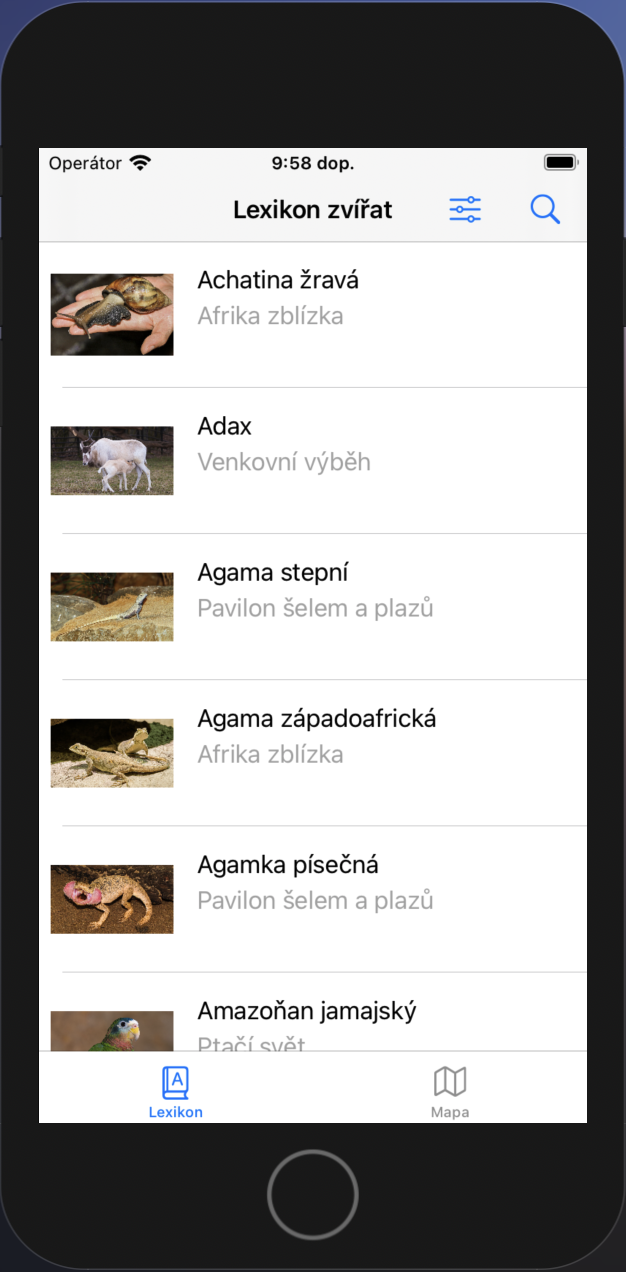 Operátor 9:58 dop.
Lexikon zvířat
Achatina žravá
Afrika zblízka
Adax
Venkovní výběh
Agama stepní
Pavilon šelem a plazů
Agama západoafrická
Afrika zblízka
Agamka písečná
Pavilon šelem a plazů
Amazoňan jamajský
Ptačí svět
A
Lexikon Mapa